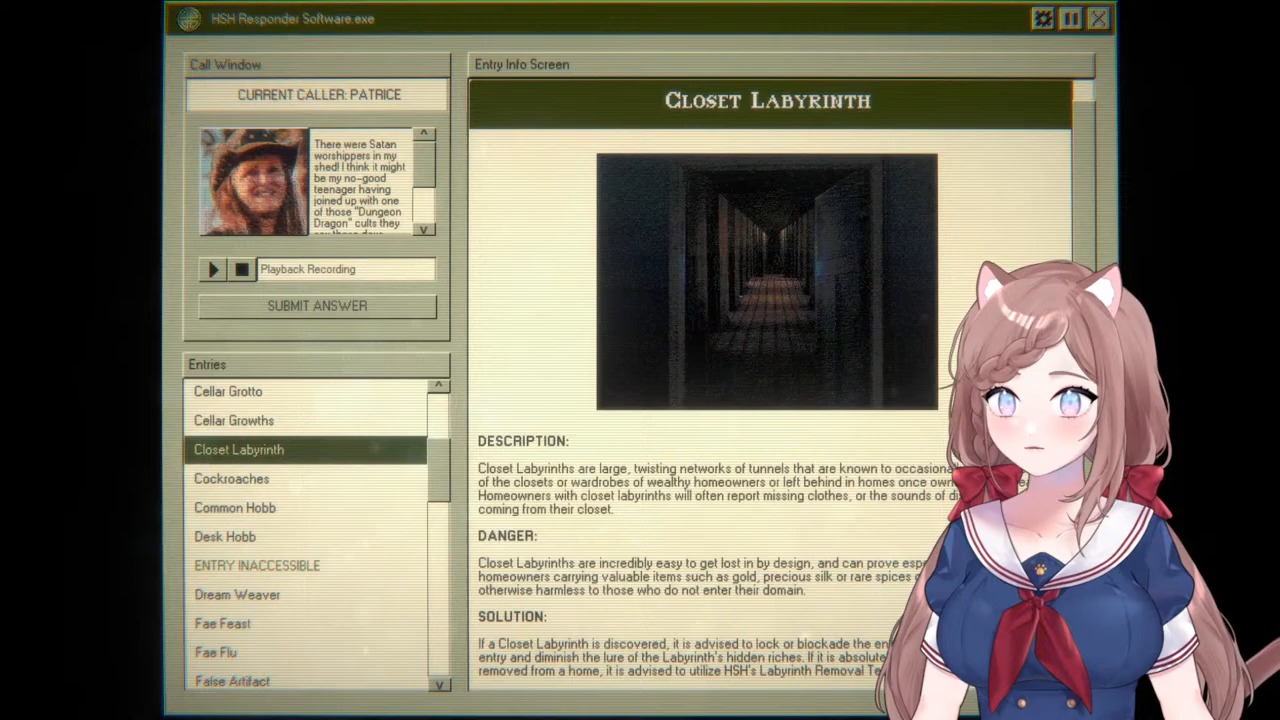 HSH Responder Software.exe
Call Window
CURRENT CALLER: PATRICE
There were Satan
worshippers in my
shed! I think it might
be my no-good
teenager having
joined up with one
of those "Dungeon
Dragon" cults they
Playback Recording
SUBMIT ANSWER
Entries
Cellar Grotto
Cellar Growths
Closet Labyrinth
Cockroaches
Common Hobb
Desk Hobb
ENTRY INACCESSIBLE
Dream Weaver
Fae Feast
Fae Flu
False Artifact
Entry Info Screen
CLOSET LABYRINTH
DESCRIPTION:
Closet Labyrinths are large, twisting networks of tunnels that are known to
of the closets or wardrobes of wealthy homeowners or left behind in homes once
Homeowners with closet labyrinths will often report missing clothes, or the sounds of
coming from their closet.
DANGER:
Closet Labyrinths are incredibly easy to get lost in by design, and can prove
homeowners carrying valuable items such as gold, precious silk or rare spices
otherwise harmless to those who do not enter their domain.
SOLUTION:
If a Closet Labyrinth is discovered, it is advised to lock or blockade the
entry and diminish the lure of the Labyrinth's hidden riches. If it is
removed from a home, it is advised to utilize HSH's Labyrinth Removal